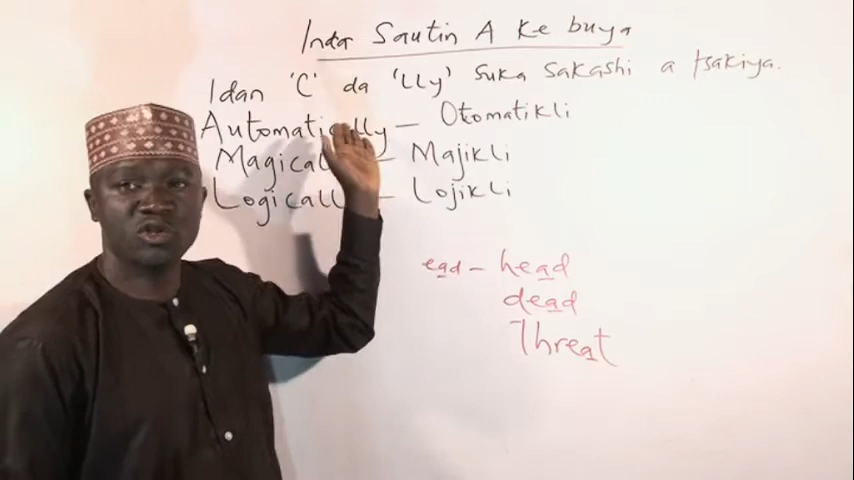 Inda Sautin A Ke buya
Idan 'C' da 'lly' suka sakashi a tsakiya.
Automatically - Otomatikli
Magical - Majikli
Logicall - Lojikli
ead - head
dead
Threat